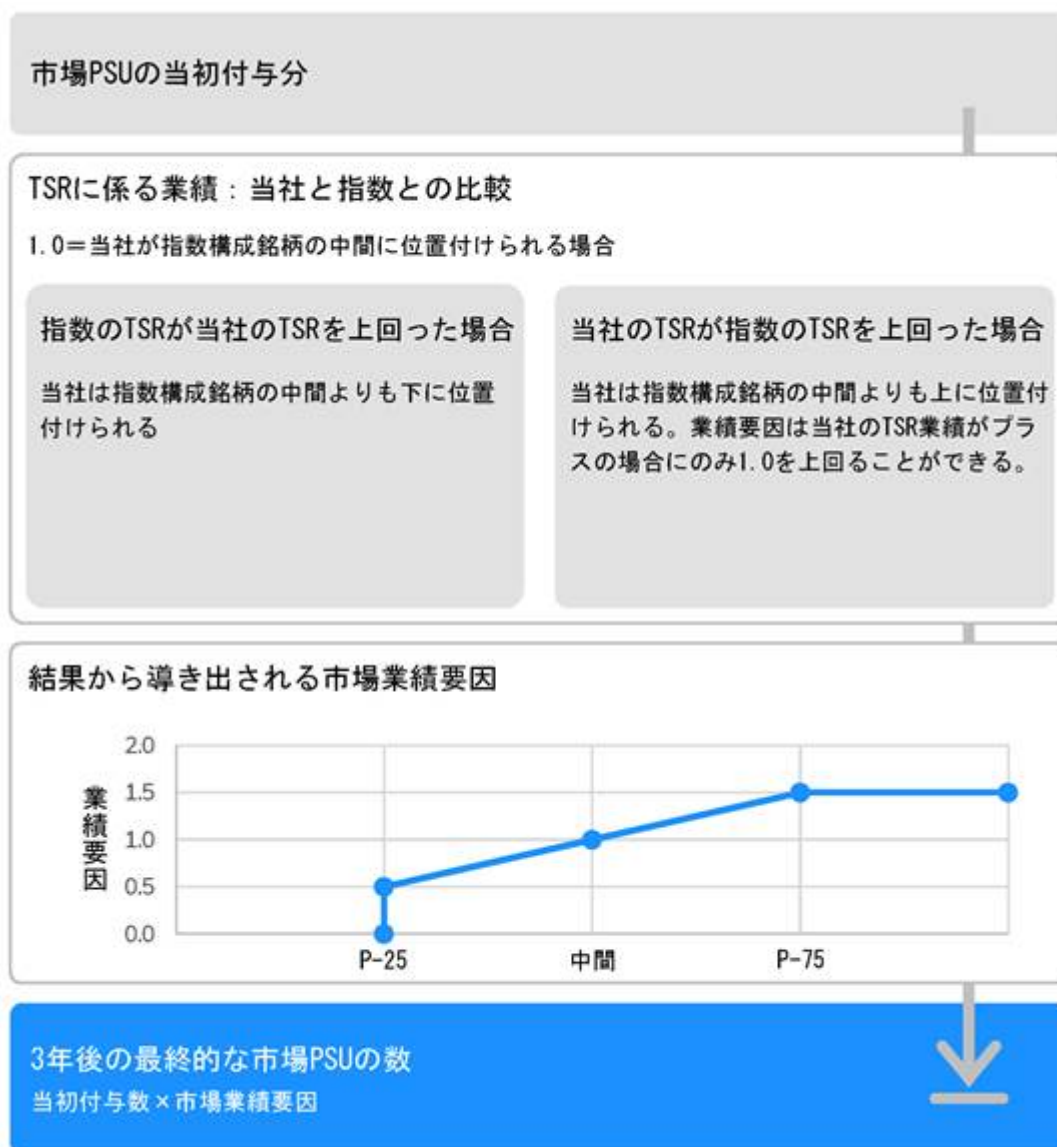 市場PSUの当初付与分
TSRに係る業績：当社と指数との比較
1.0＝当社が指数構成銘柄の中間に位置付けられる場合
指数のTSRが当社のTSRを上回った場合
当社は指数構成銘柄の中間よりも下に位置
付けられる
当社のTSRが指数のTSRを上回った場合
当社は指数構成銘柄の中間よりも上に位置付
けられる。業績要因は当社のTSR業績がプラ
スの場合にのみ1.0を上回ることができる。
結果から導き出される市場業績要因
業績要因
2.0
1.5
1.0
0.5
0.0
P-25 中間 P-75
3年後の最終的な市場PSUの数
当初付与数×市場業績要因